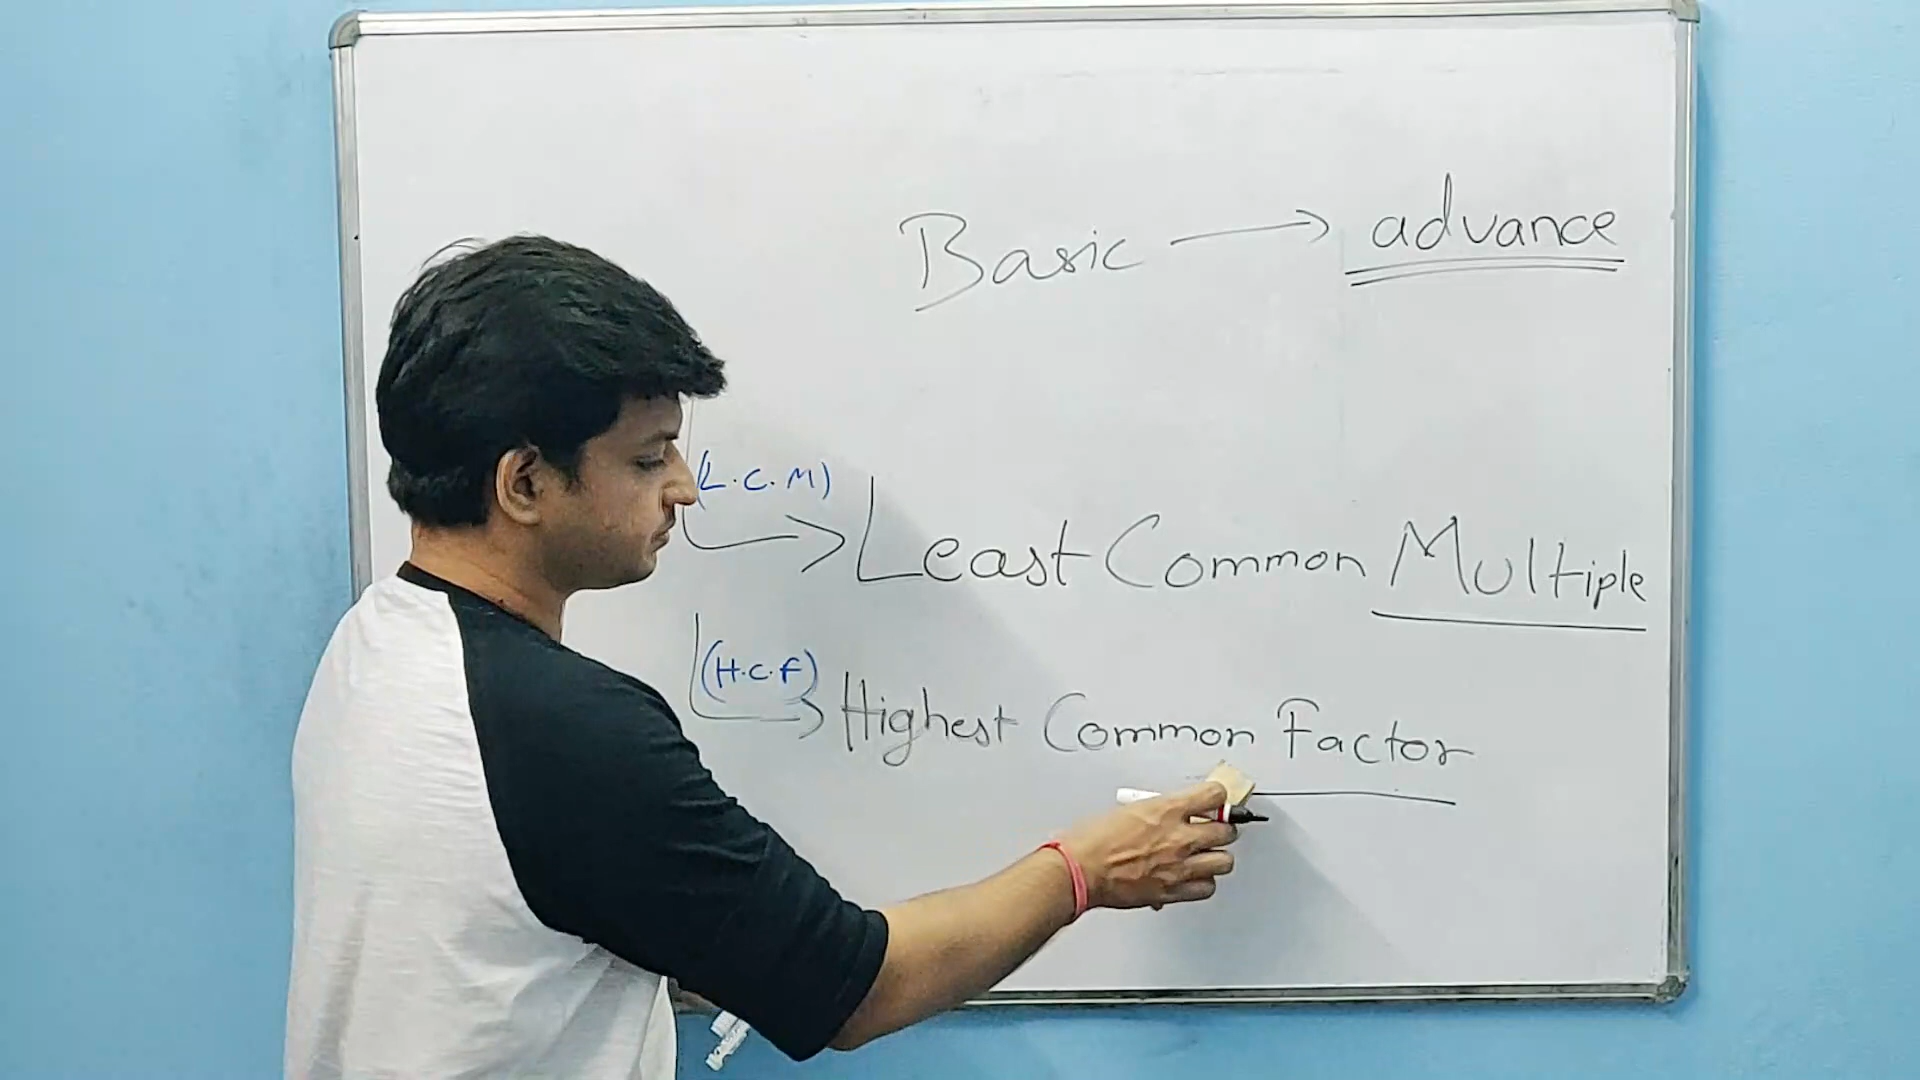 Basic → advance
(L.C.M)
→ Least Common Multiple
(H.C.F)
→ Highest Common Factor